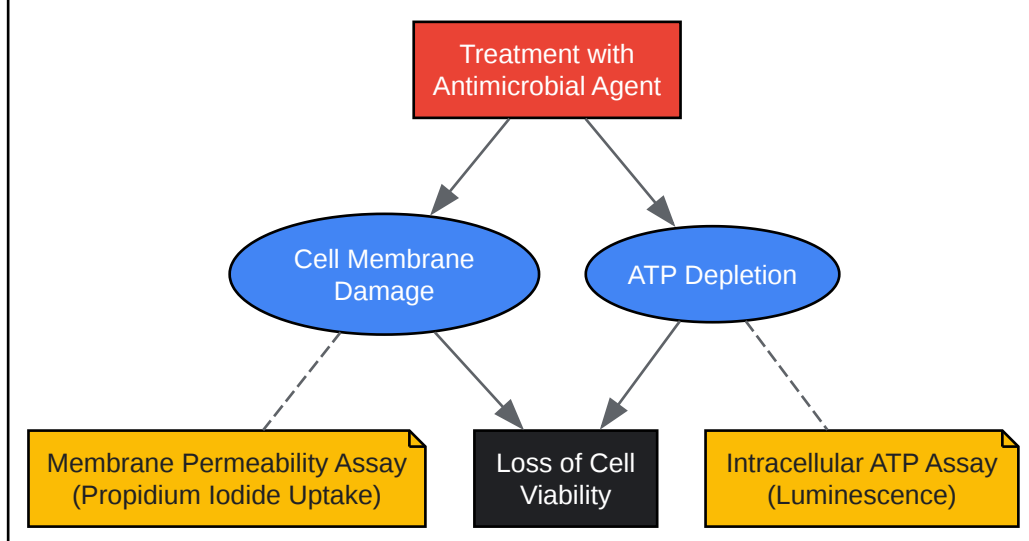 Treatment with
Antimicrobial Agent
Cell Membrane
Damage
ATP Depletion
Membrane Permeability Assay
(Propidium Iodide Uptake)
Loss of Cell
Viability
Intracellular ATP Assay
(Luminescence)